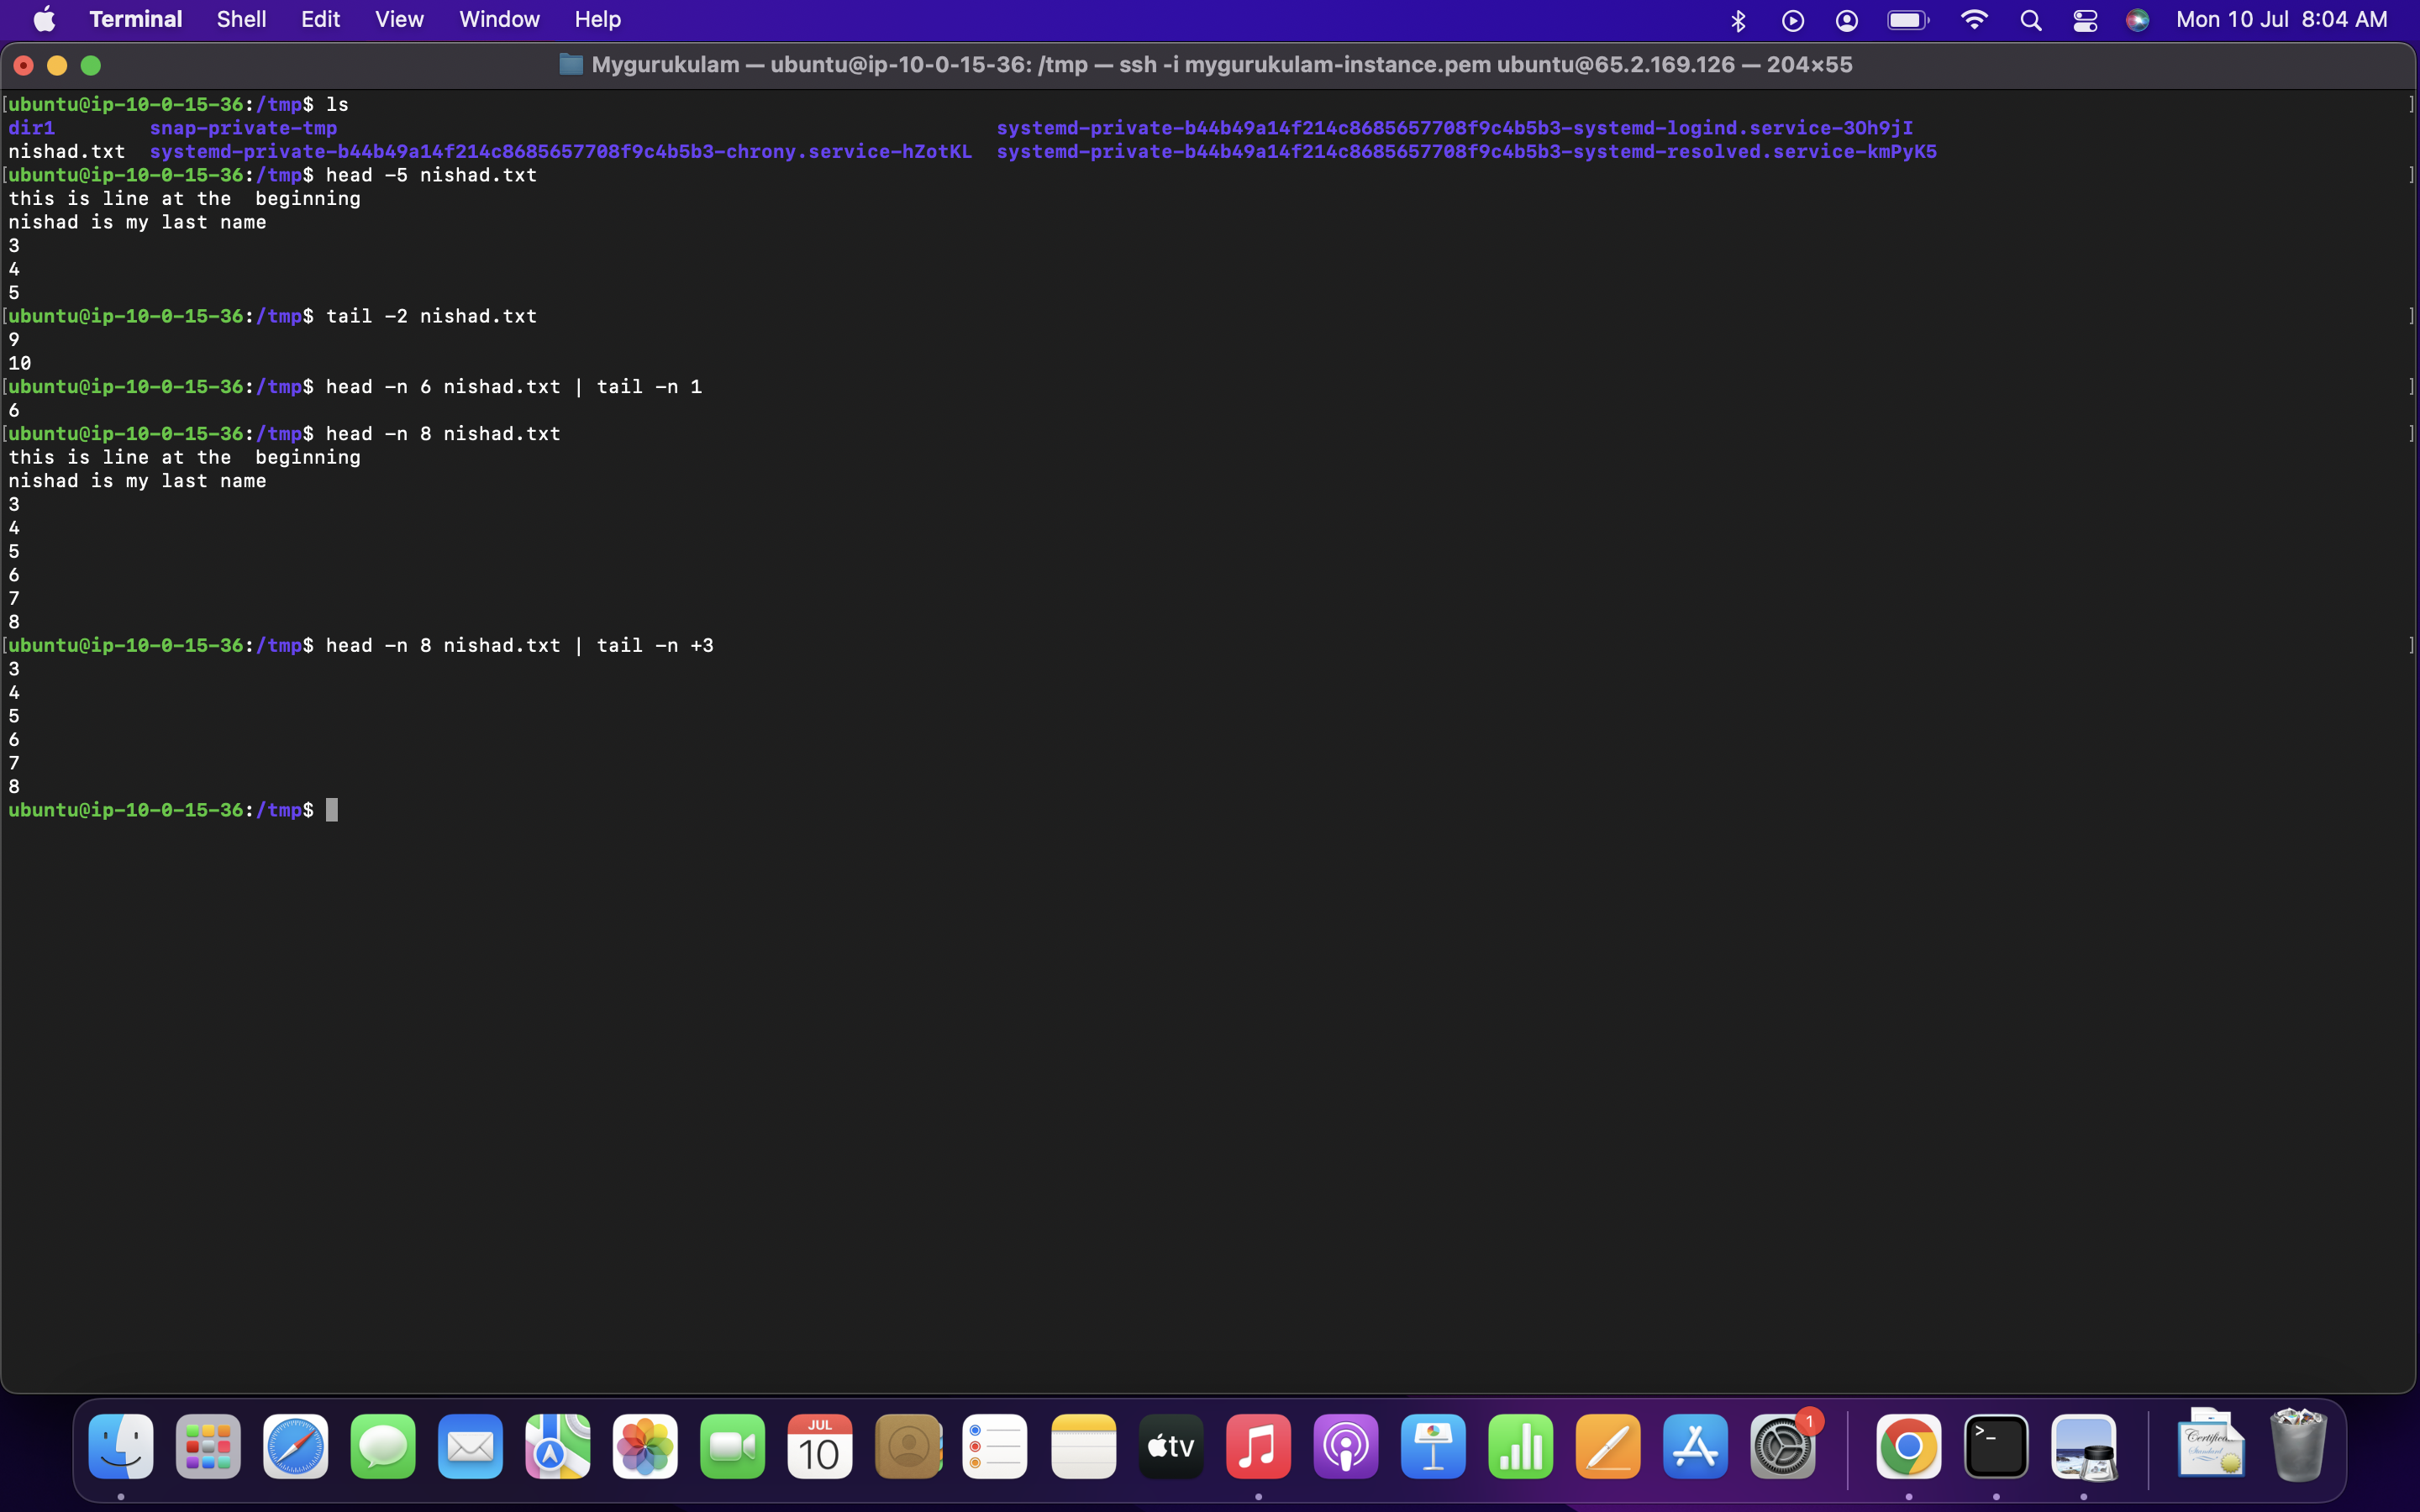 Terminal Shell Edit View Window Help Mon 10 Jul 8:04 AM
Mygurukulam — ubuntu@ip-10-0-15-36: /tmp — ssh -i mygurukulam-instance.pem ubuntu@65.2.169.126 — 204×55
[ubuntu@ip-10-0-15-36:/tmp$ ls ]
dir1 snap-private-tmp systemd-private-b44b49a14f214c8685657708f9c4b5b3-systemd-logind.service-3Oh9jI
nishad.txt systemd-private-b44b49a14f214c8685657708f9c4b5b3-chrony.service-hZotKL systemd-private-b44b49a14f214c8685657708f9c4b5b3-systemd-resolved.service-kmPyK5
[ubuntu@ip-10-0-15-36:/tmp$ head -5 nishad.txt ]
this is line at the  beginning
nishad is my last name
3
4
5
[ubuntu@ip-10-0-15-36:/tmp$ tail -2 nishad.txt ]
9
10
[ubuntu@ip-10-0-15-36:/tmp$ head -n 6 nishad.txt | tail -n 1 ]
6
[ubuntu@ip-10-0-15-36:/tmp$ head -n 8 nishad.txt ]
this is line at the  beginning
nishad is my last name
3
4
5
6
7
8
[ubuntu@ip-10-0-15-36:/tmp$ head -n 8 nishad.txt | tail -n +3 ]
3
4
5
6
7
8
ubuntu@ip-10-0-15-36:/tmp$
JUL
10
tv
1
>_